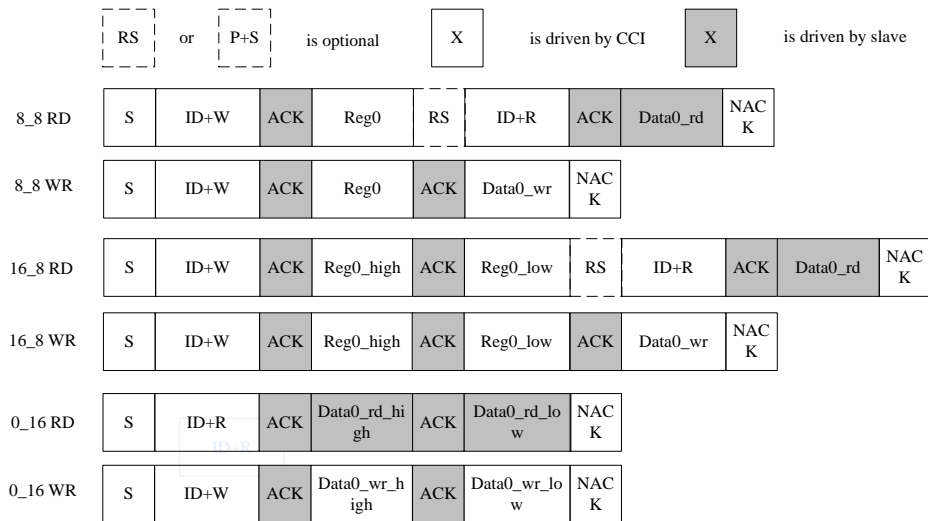 RS or P+S is optional X is driven by CCI X is driven by slave
8_8 RD S ID+W ACK Reg0 RS ID+R ACK Data0_rd NAC
K
8_8 WR S ID+W ACK Reg0 ACK Data0_wr NAC
K
16_8 RD S ID+W ACK Reg0_high ACK Reg0_low RS ID+R ACK Data0_rd NAC
K
16_8 WR S ID+W ACK Reg0_high ACK Reg0_low ACK Data0_wr NAC
K
0_16 RD S ID+R ACK Data0_rd_hi ACK Data0_rd_lo NAC
gh w K
ID+R
0_16 WR S ID+W ACK Data0_wr_h ACK Data0_wr_lo NAC
igh w K